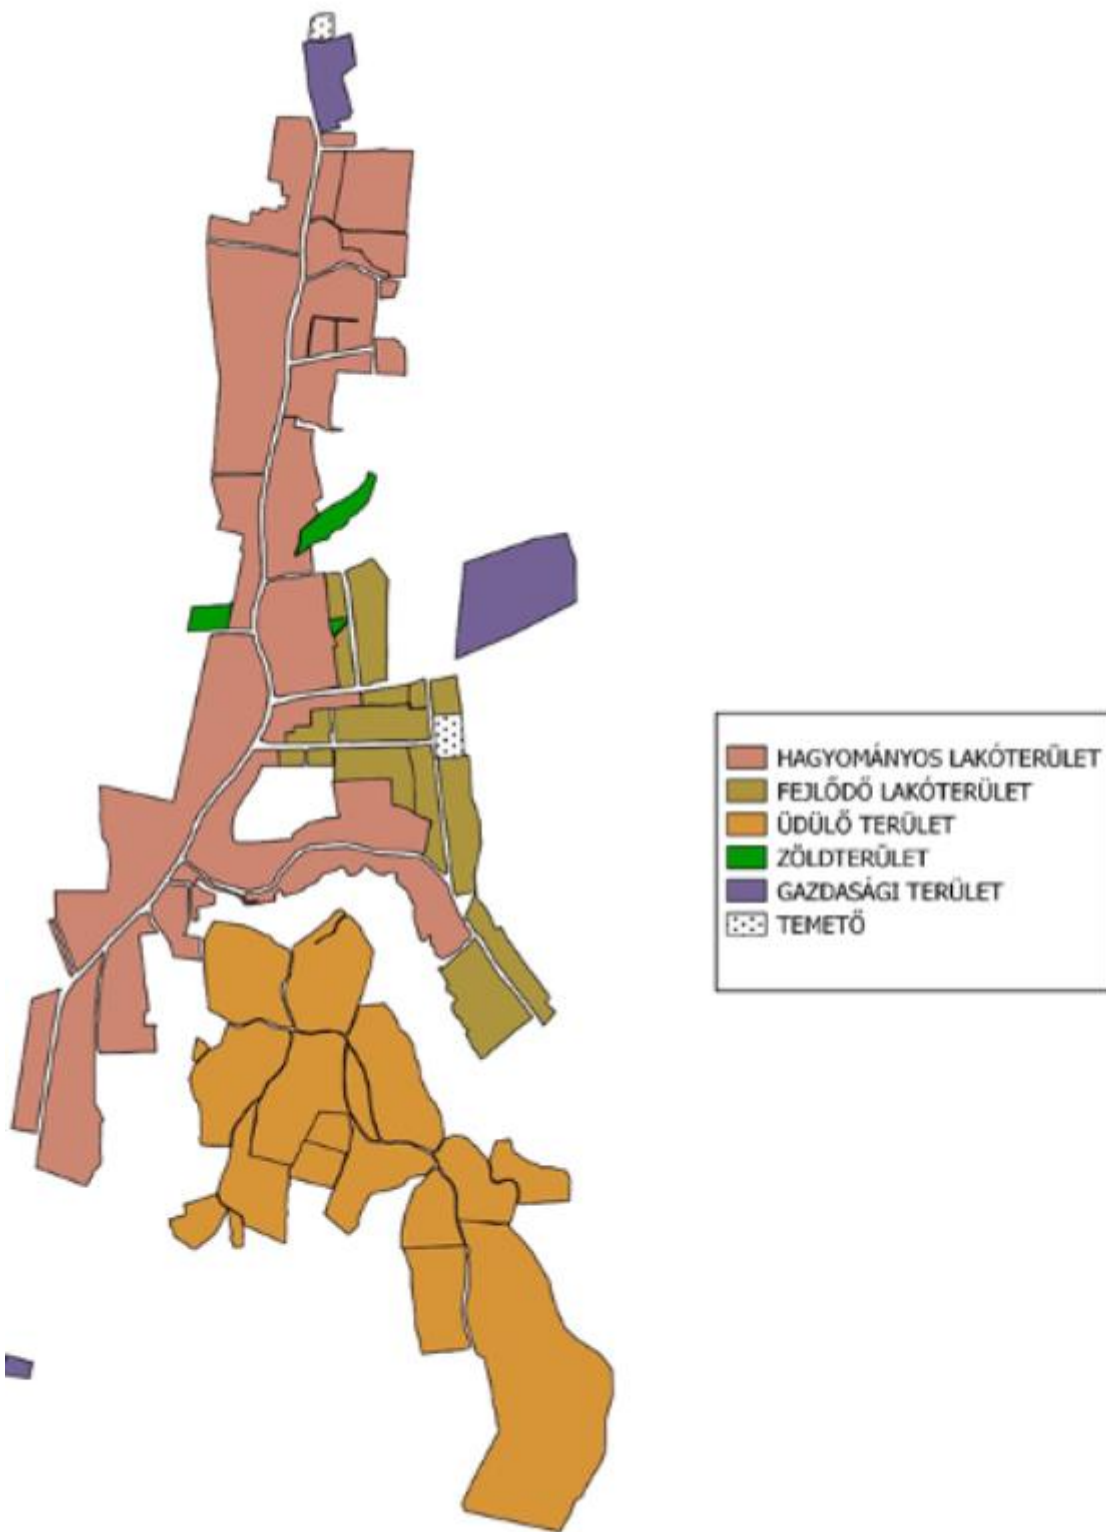 HAGYOMÁNYOS LAKÓTERÜLET
FEJLŐDŐ LAKÓTERÜLET
ÜDÜLŐ TERÜLET
ZÖLDTERÜLET
GAZDASÁGI TERÜLET
TEMETŐ